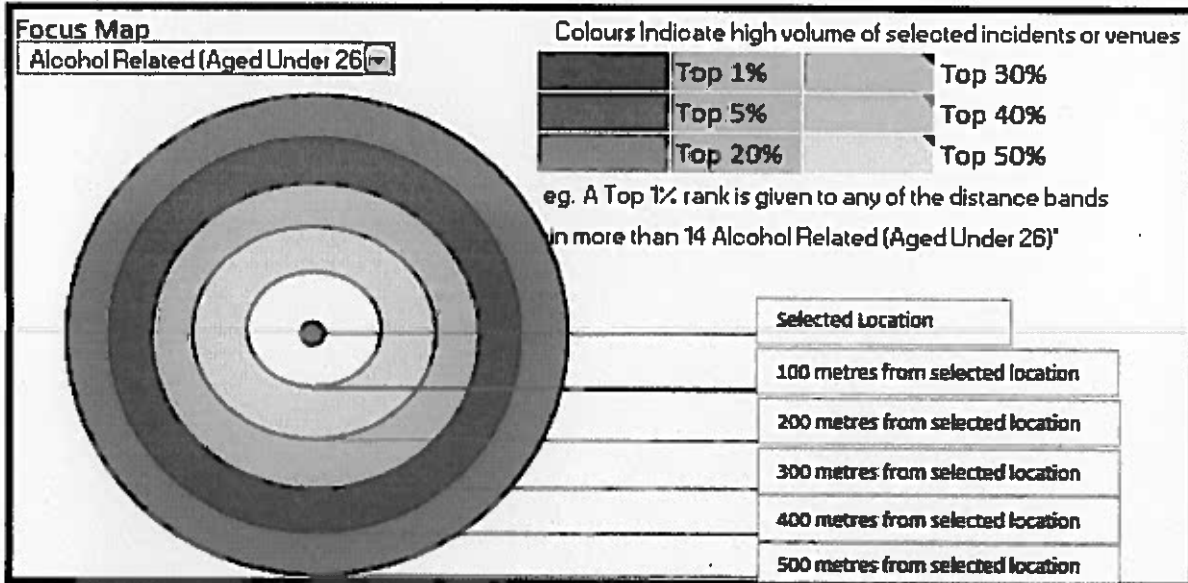 Focus Map
Alcohol Related (Aged Under 26
Colours Indicate high volume of selected incidents or venues
Top 1% Top 30%
Top 5% Top 40%
Top 20% Top 50%
eg. A Top 1% rank is given to any of the distance bands
in more than 14 Alcohol Related (Aged Under 26)"
Selected Location
100 metres from selected location
200 metres from selected location
300 metres from selected location
400 metres from selected location
500 metres from selected location